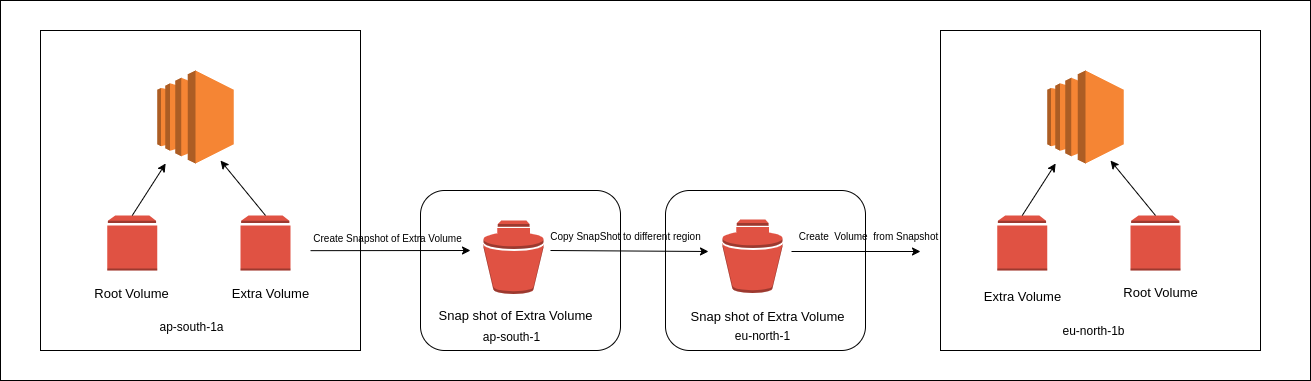 Root Volume
Extra Volume
ap-south-1a
Create Snapshot of Extra Volume
Snap shot of Extra Volume
ap-south-1
Copy SnapShot to different region
Snap shot of Extra Volume
eu-north-1
Create Volume from Snapshot
Extra Volume
Root Volume
eu-north-1b